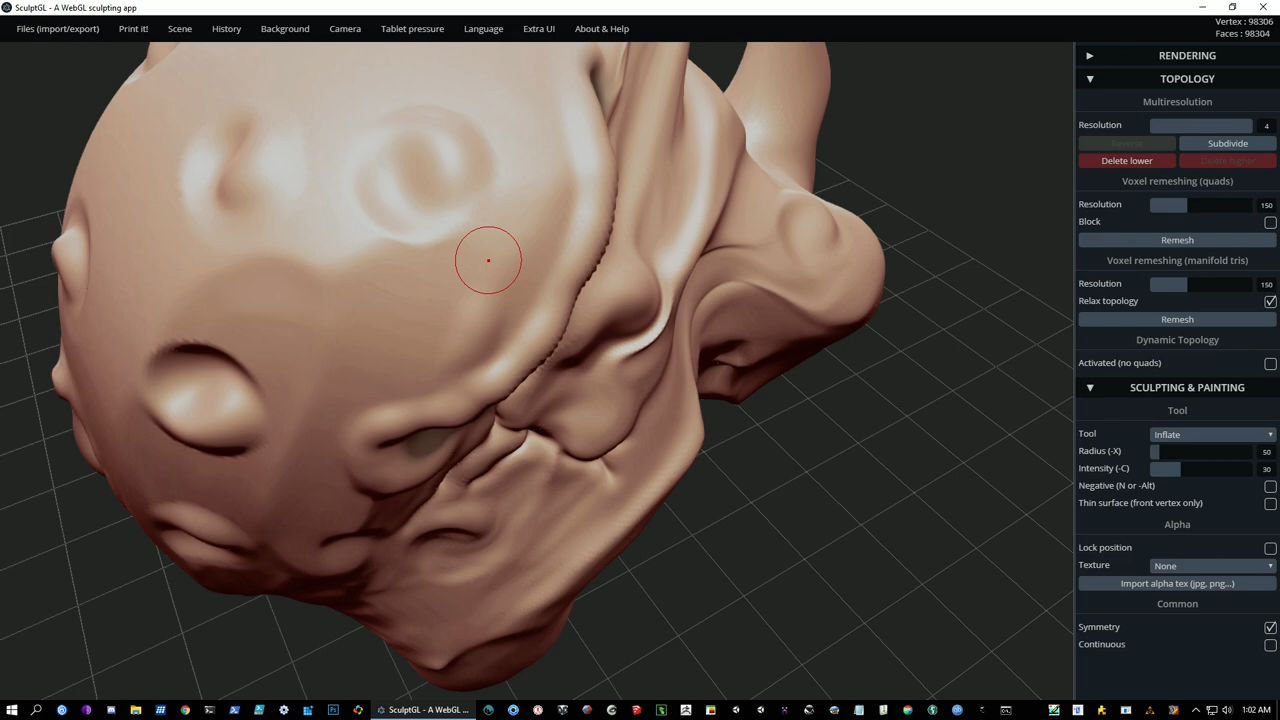 SculptGL - A WebGL sculpting app
Files (import/export) Print it! Scene History Background Camera Tablet pressure Language Extra UI About & Help
Vertex : 98306
Faces : 98304
RENDERING
TOPOLOGY
Multiresolution
Resolution 4
Reverse Subdivide
Delete lower Delete higher
Voxel remeshing (quads)
Resolution 150
Block
Remesh
Voxel remeshing (manifold tris)
Resolution 150
Relax topology
Remesh
Dynamic Topology
Activated (no quads)
SCULPTING & PAINTING
Tool
Tool Inflate
Radius (-X) 50
Intensity (-C) 30
Negative (N or -Alt)
Thin surface (front vertex only)
Alpha
Lock position
Texture None
Import alpha tex (jpg, png...)
Common
Symmetry
Continuous
SculptGL - A WebGL ...
1:02 AM